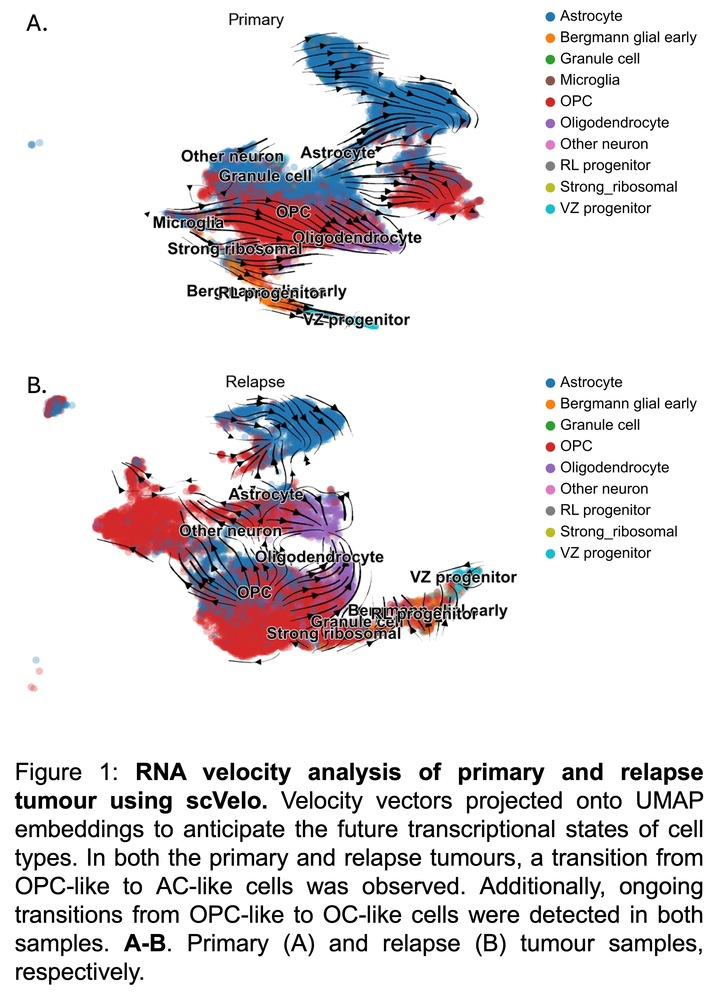 A.
Primary
Astrocyte
Bergmann glial early
Granule cell
Microglia
OPC
Oligodendrocyte
Other neuron
RL progenitor
Strong_ribosomal
VZ progenitor
Other neuron
Astrocyte
Granule cell
OPC
Microglia
Oligodendrocyte
Strong ribosomal
Bergmann glial early
RL progenitor
VZ progenitor
B.
Relapse
Astrocyte
Bergmann glial early
Granule cell
OPC
Oligodendrocyte
Other neuron
RL progenitor
Strong_ribosomal
VZ progenitor
Astrocyte
Other neuron
Oligodendrocyte
VZ progenitor
OPC
Bergmann glial early
RL progenitor
Granule cell
Strong ribosomal
Figure 1: RNA velocity analysis of primary and relapse
tumour using scVelo. Velocity vectors projected onto UMAP
embeddings to anticipate the future transcriptional states of cell
types. In both the primary and relapse tumours, a transition from
OPC-like to AC-like cells was observed. Additionally, ongoing
transitions from OPC-like to OC-like cells were detected in both
samples. A-B. Primary (A) and relapse (B) tumour samples,
respectively.